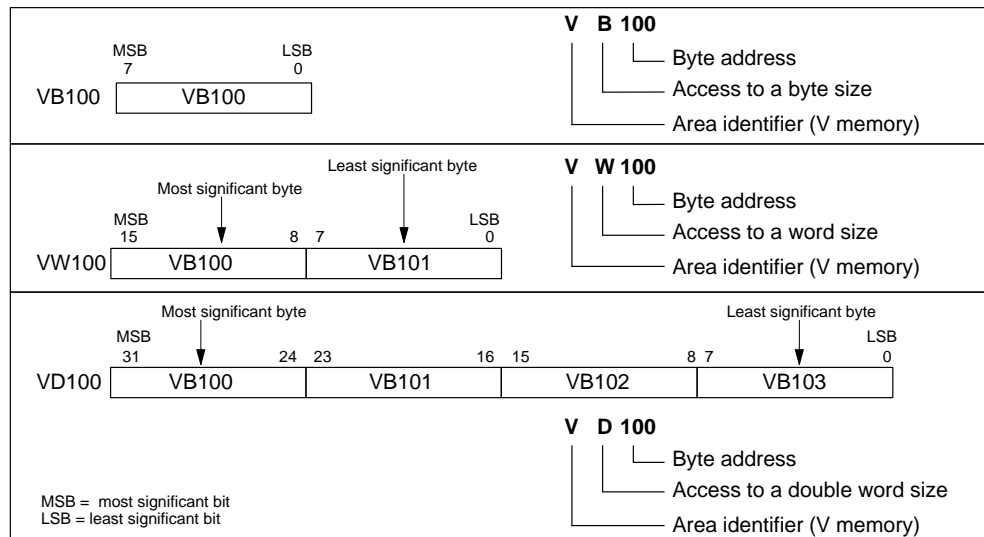 V B 100
MSB LSB
7 0
Byte address
VB100 VB100
Access to a byte size
Area identifier (V memory)
Least significant byte
Most significant byte
V W 100
MSB LSB
15 8 7 0
Byte address
Access to a word size
VW100 VB100 VB101
Area identifier (V memory)
Most significant byte Least significant byte
MSB LSB
31 24 23 16 15 8 7 0
VD100 VB100 VB101 VB102 VB103
V D 100
Byte address
Access to a double word size
Area identifier (V memory)
MSB = most significant bit
LSB = least significant bit